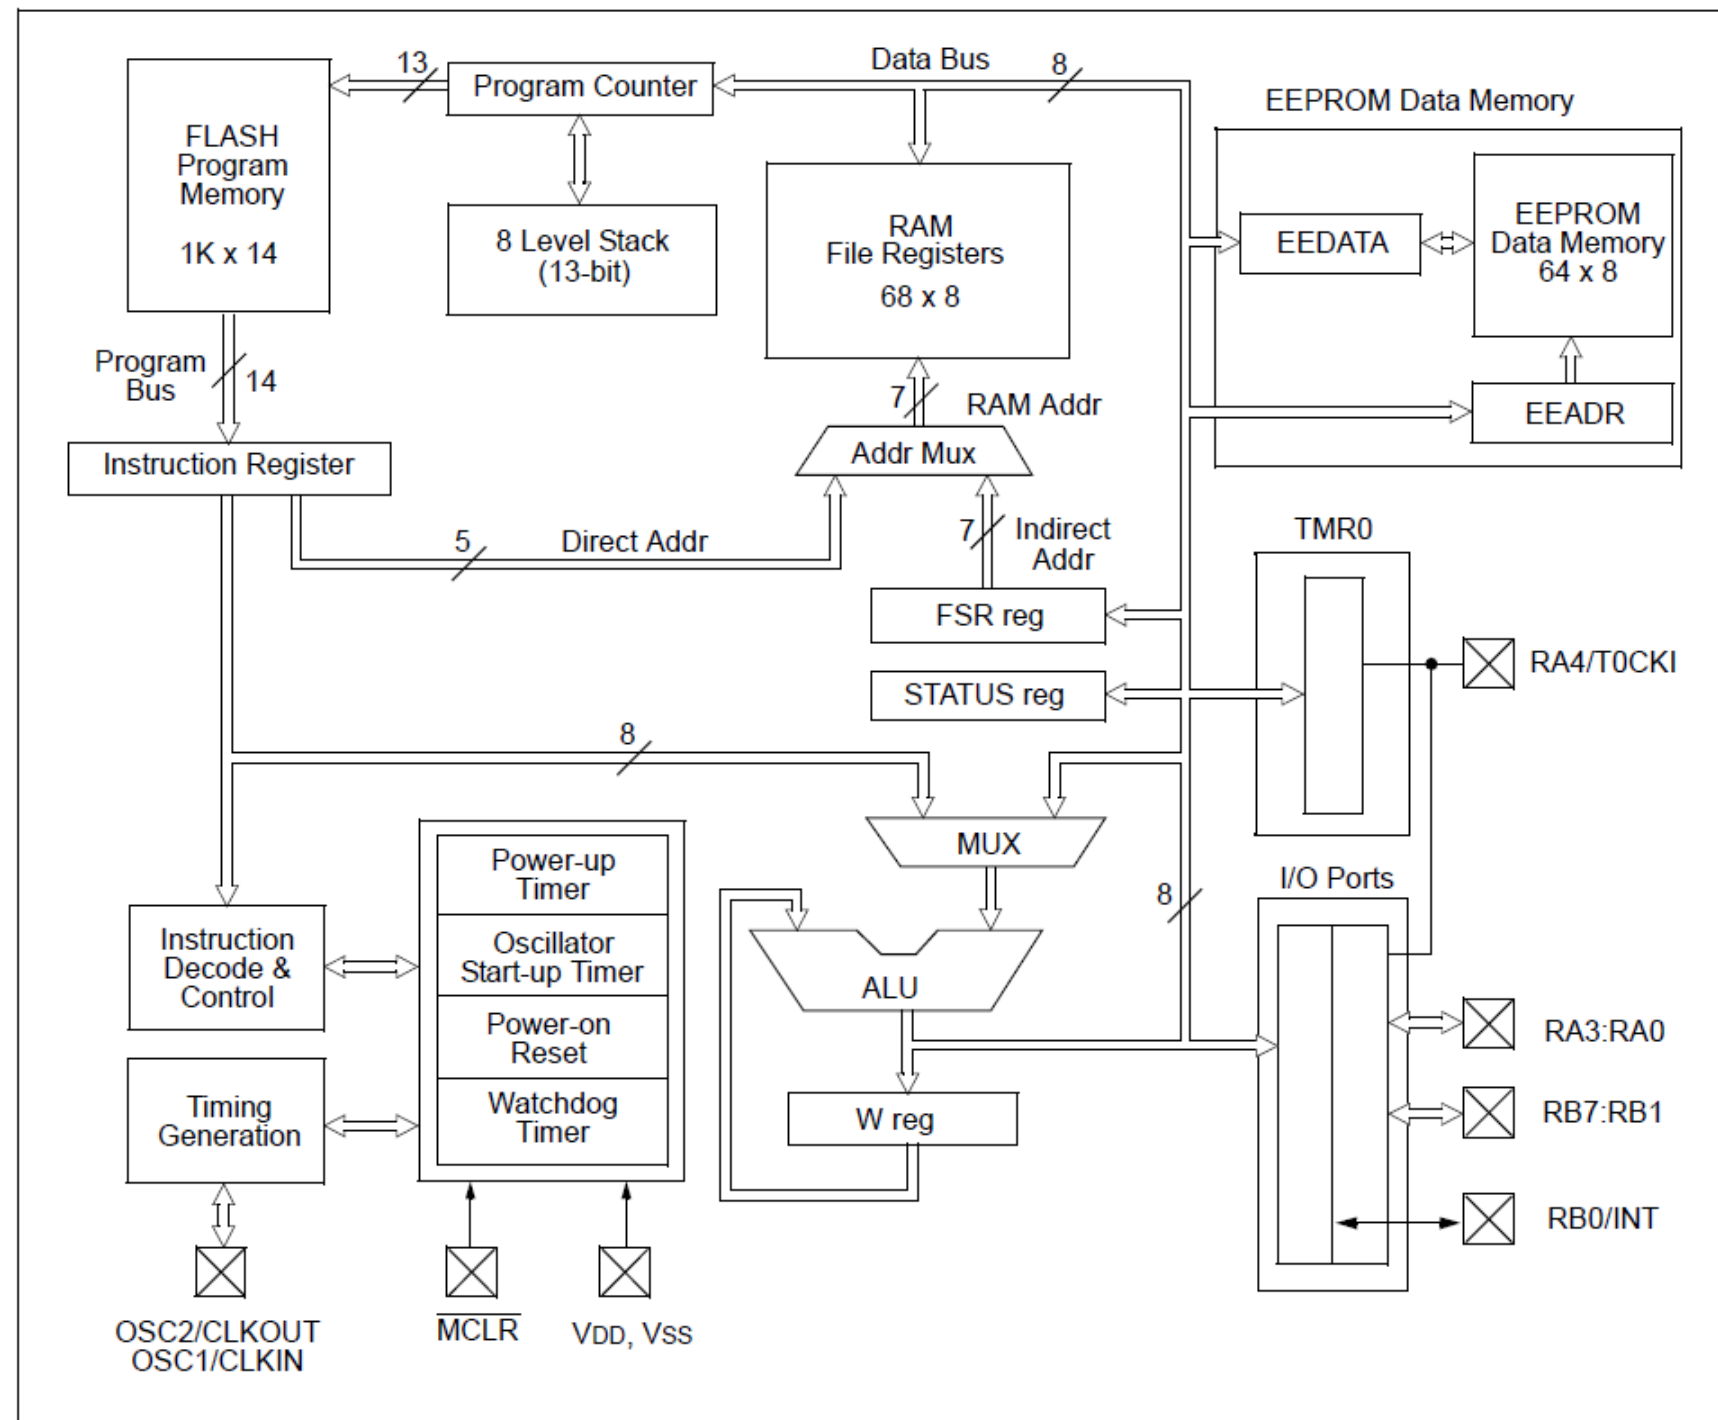 13
Program Counter
Data Bus
8
EEPROM Data Memory
FLASH
Program
Memory
1K x 14
8 Level Stack
(13-bit)
RAM
File Registers
68 x 8
EEDATA
EEPROM
Data Memory
64 x 8
Program
Bus
14
7
RAM Addr
EEADR
Addr Mux
Instruction Register
5
Direct Addr
7
Indirect
Addr
TMR0
FSR reg
RA4/T0CKI
STATUS reg
8
MUX
Power-up
Timer
I/O Ports
8
Instruction
Decode &
Control
Oscillator
Start-up Timer
ALU
Power-on
Reset
RA3:RA0
Timing
Generation
Watchdog
Timer
W reg
RB7:RB1
RB0/INT
OSC2/CLKOUT
OSC1/CLKIN
MCLR
VDD, VSS